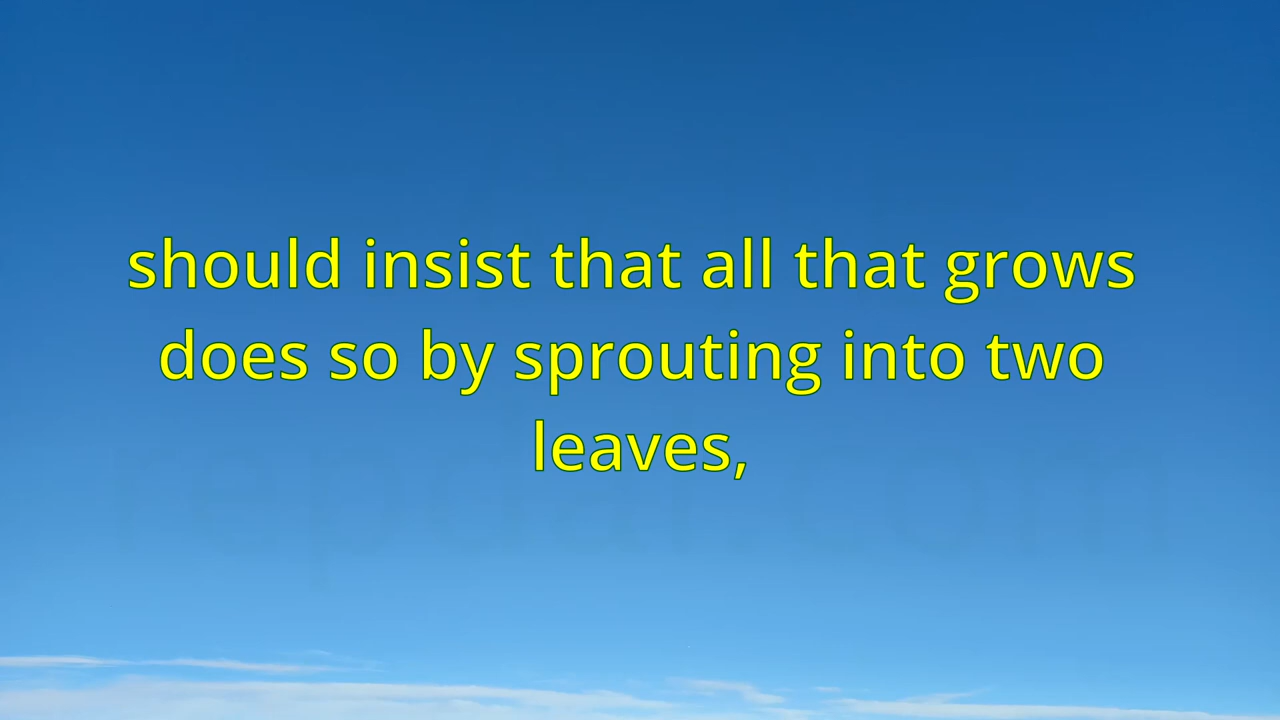 should insist that all that grows
does so by sprouting into two
leaves,